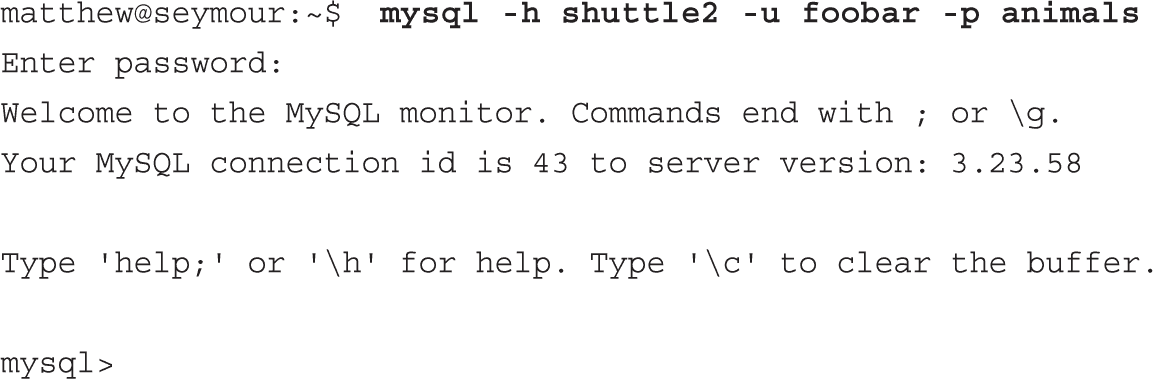 matthew@seymour:~$  mysql -h shuttle2 -u foobar -p animals
Enter password:
Welcome to the MySQL monitor. Commands end with ; or \g.
Your MySQL connection id is 43 to server version: 3.23.58
Type 'help;' or '\h' for help. Type '\c' to clear the buffer.
mysql>